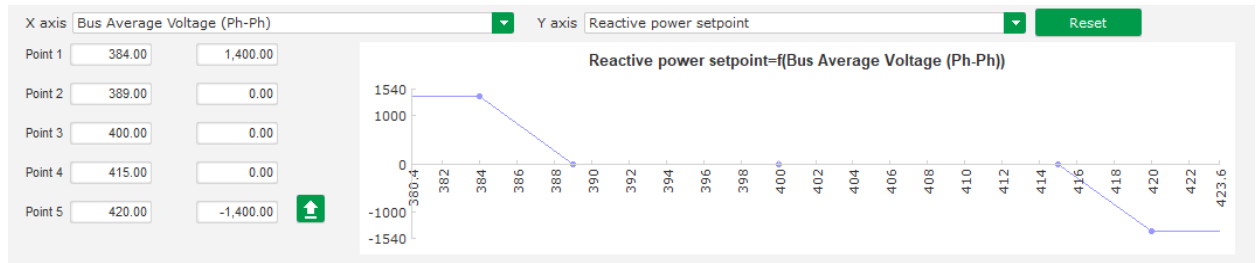 X axis Bus Average Voltage (Ph-Ph) Y axis Reactive power setpoint Reset
Point 1 384.00 1,400.00
Point 2 389.00 0.00
Point 3 400.00 0.00
Point 4 415.00 0.00
Point 5 420.00 -1,400.00
Reactive power setpoint=f(Bus Average Voltage (Ph-Ph))
1540
1000
0
-1000
-1540
380.4 382 384 386 388 390 392 394 396 398 400 402 404 406 408 410 412 414 416 418 420 422 423.6